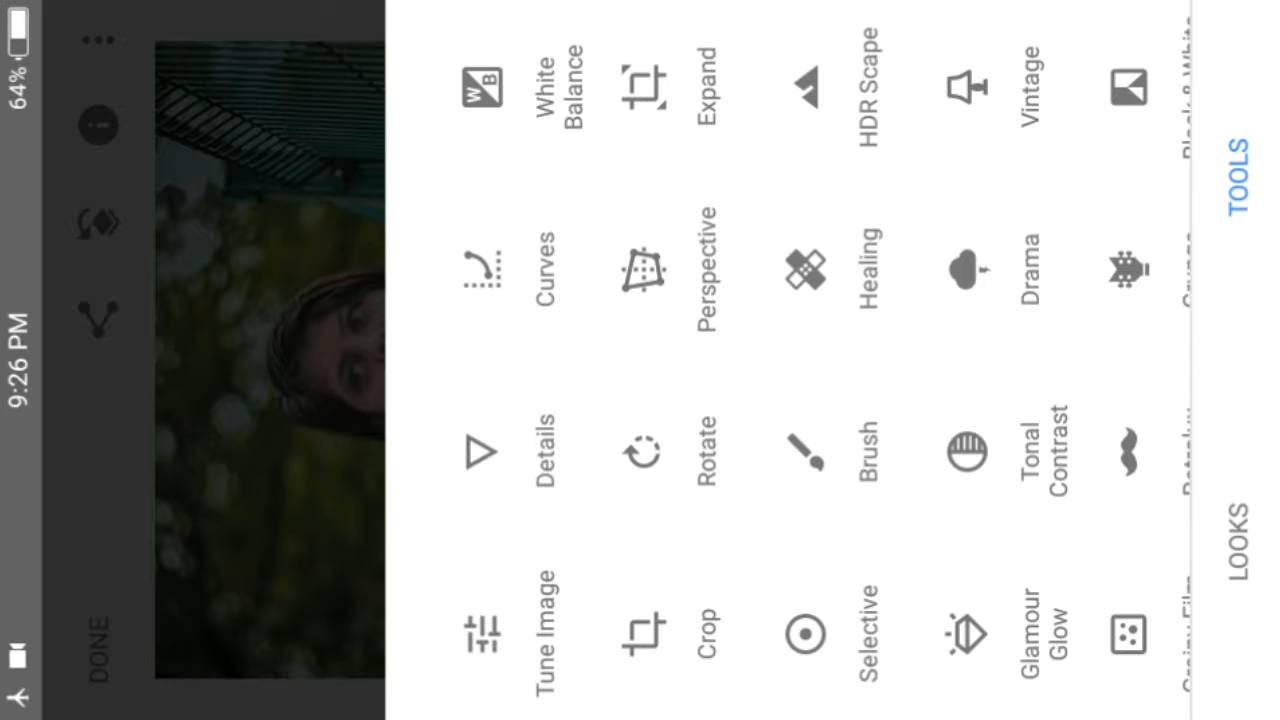 9:26 PM 64%
DONE
Tune Image
Details
Curves
White
Balance
Crop
Rotate
Perspective
Expand
Selective
Brush
Healing
HDR Scape
Glamour
Glow
Tonal
Contrast
Drama
Vintage
LOOKS
TOOLS